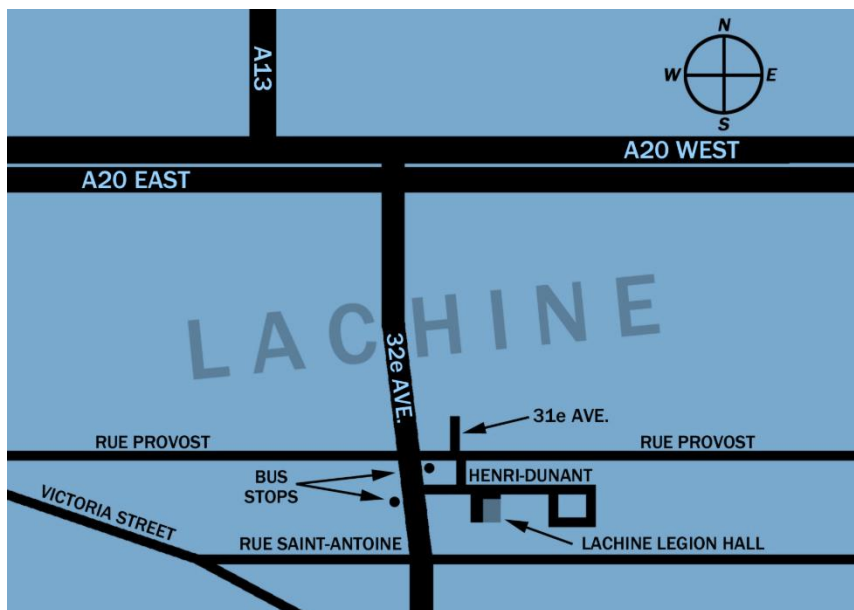 A13
N
W E
S
A20 WEST
A20 EAST
LACHINE
32e AVE.
31e AVE.
RUE PROVOST
RUE PROVOST
BUS
STOPS
HENRI-DUNANT
VICTORIA STREET
RUE SAINT-ANTOINE
LACHINE LEGION HALL